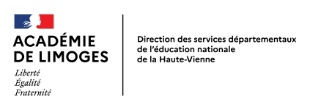 ACADÉMIE
DE LIMOGES
Liberté
Égalité
Fraternité
Direction des services départementaux
de l'éducation nationale
de la Haute-Vienne